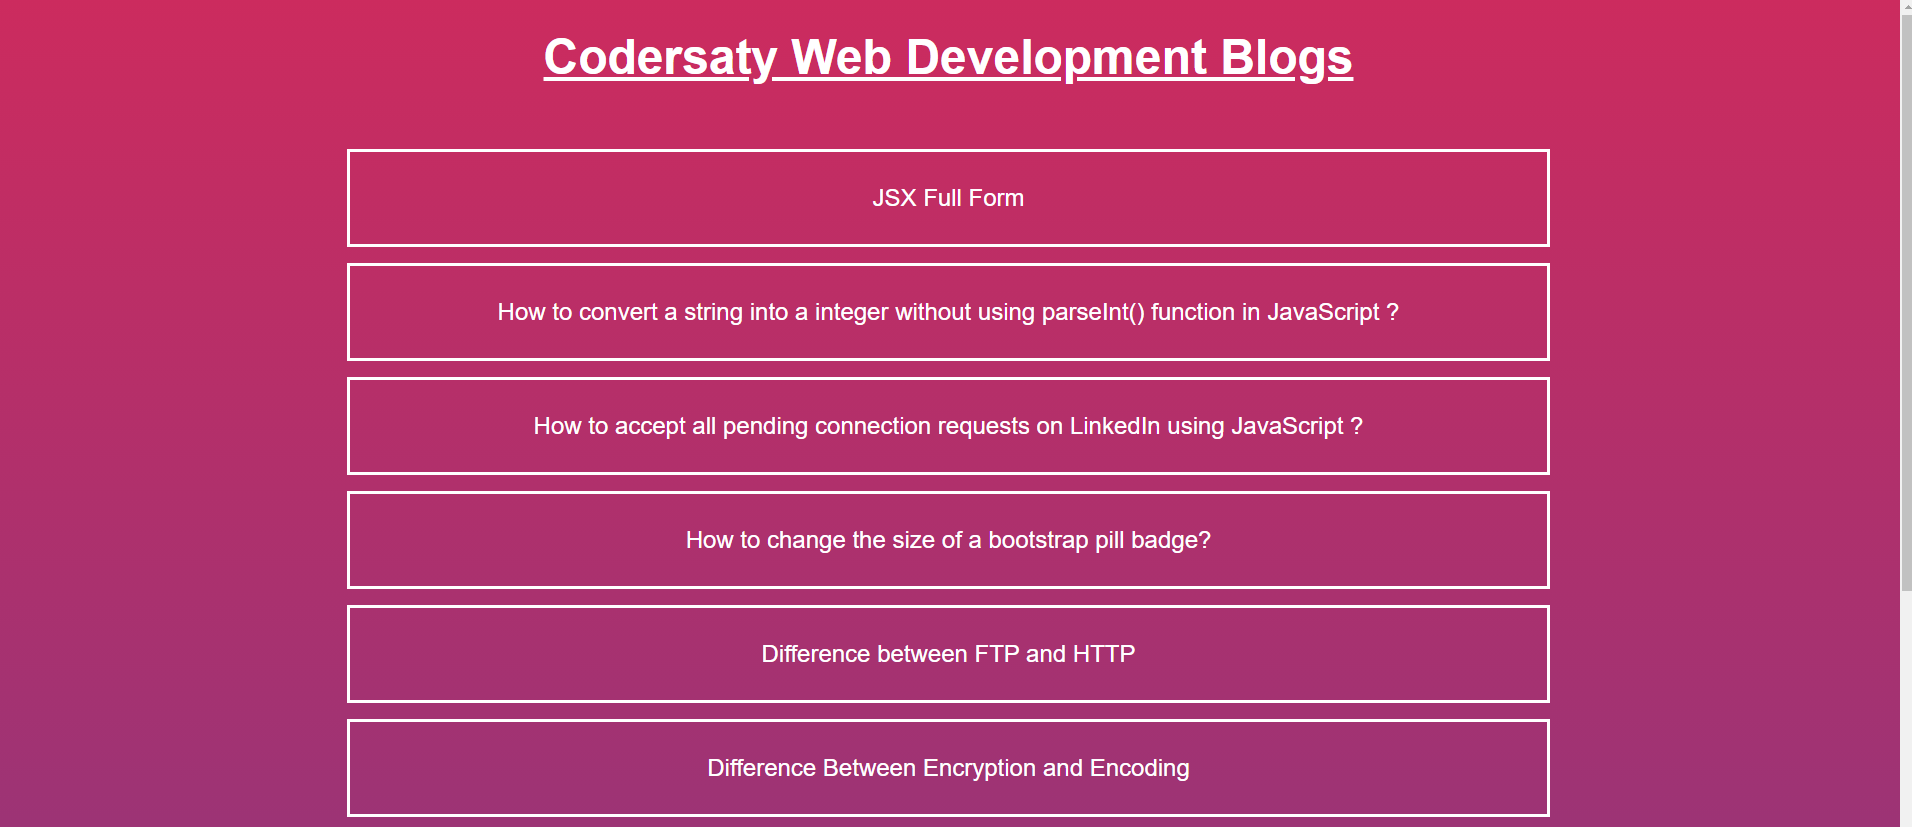 Codersaty Web Development Blogs
JSX Full Form
How to convert a string into a integer without using parseInt() function in JavaScript ?
How to accept all pending connection requests on LinkedIn using JavaScript ?
How to change the size of a bootstrap pill badge?
Difference between FTP and HTTP
Difference Between Encryption and Encoding